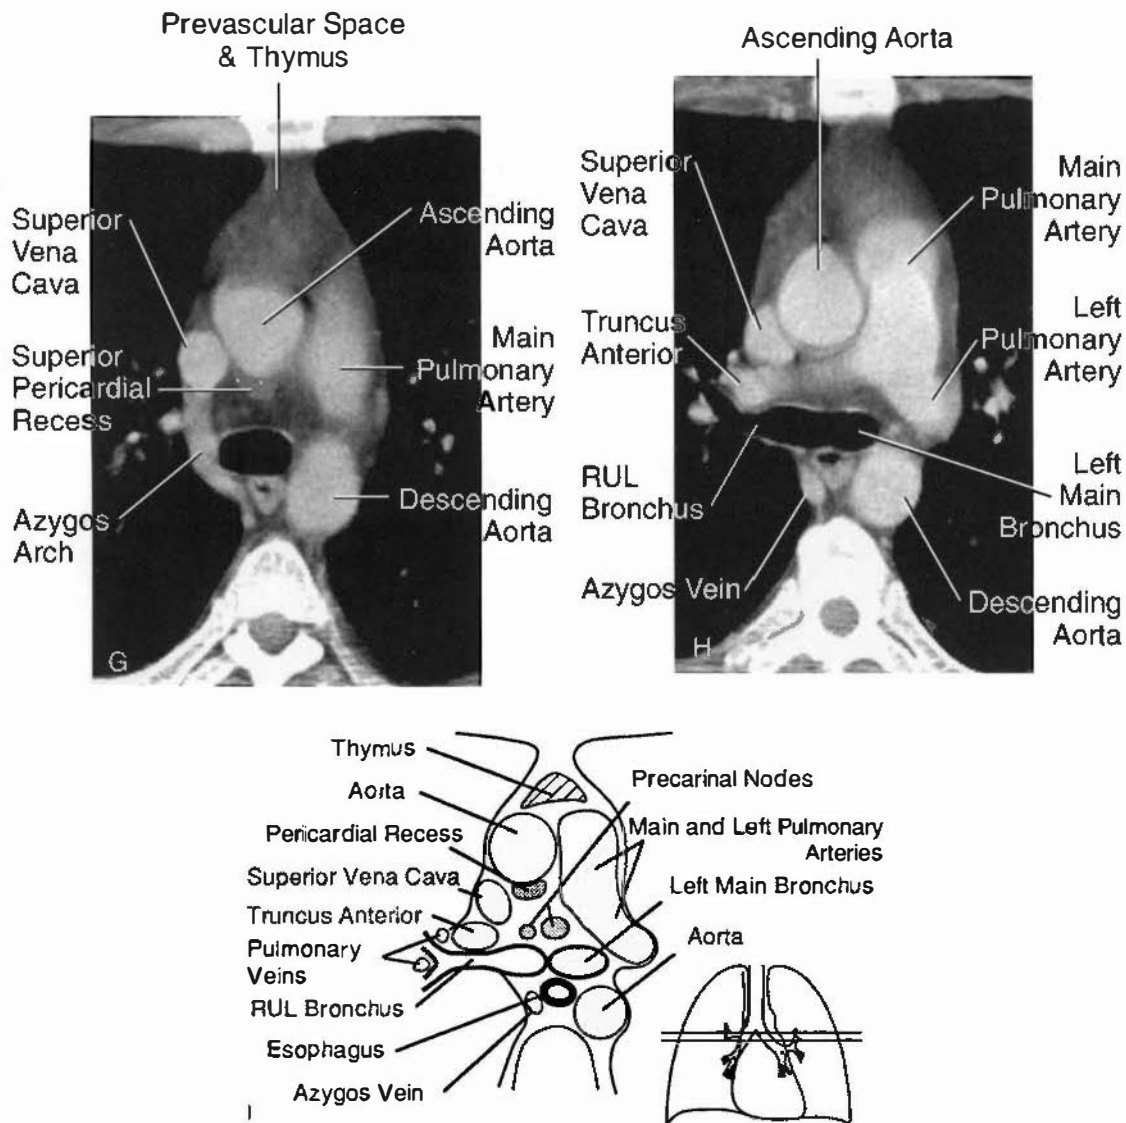 Prevascular Space
& Thymus
Superior
Vena
Cava
Ascending
Aorta
Superior
Pericardial
Recess
Main
Pulmonary
Artery
Azygos
Arch
Descending
Aorta
G
Ascending Aorta
Superior
Vena
Cava
Main
Pulmonary
Artery
Truncus
Anterior
Left
Pulmonary
Artery
RUL
Bronchus
Left
Main
Bronchus
Azygos Vein
Descending
Aorta
H
Thymus
Aorta
Pericardial Recess
Superior Vena Cava
Truncus Anterior
Pulmonary
Veins
RUL Bronchus
Esophagus
Azygos Vein
Precarinal Nodes
Main and Left Pulmonary
Arteries
Left Main Bronchus
Aorta
I